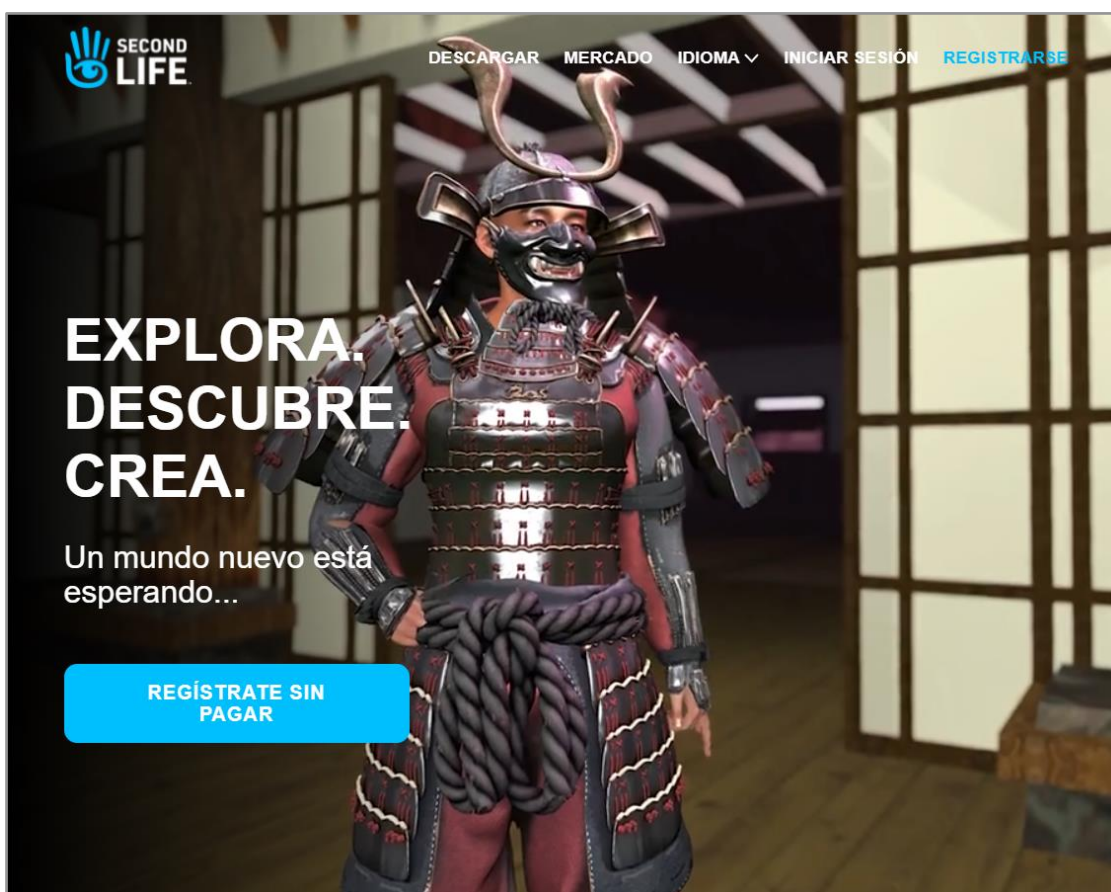 SECOND
LIFE
DESCARGAR MERCADO IDIOMA INICIAR SESIÓN REGISTRARSE
EXPLORA.
DESCUBRE.
CREA.
Un mundo nuevo está
esperando...
REGÍSTRATE SIN
PAGAR